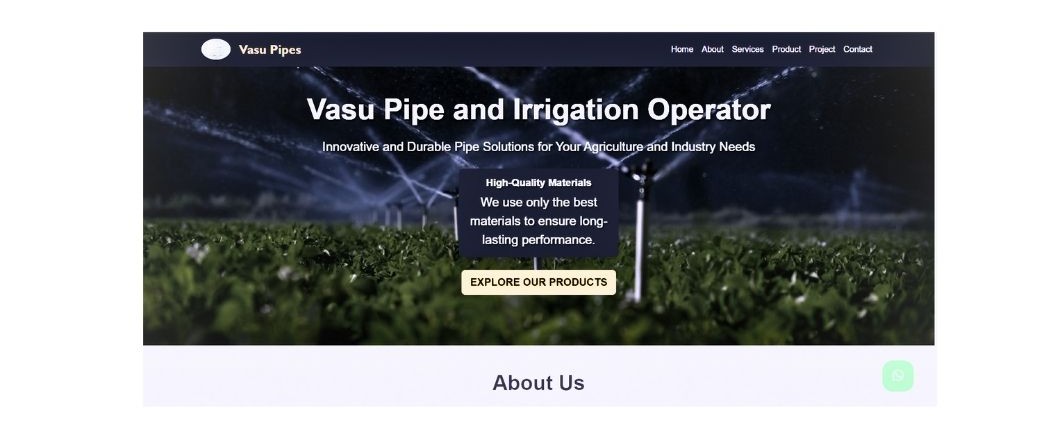 Vasu Pipes
Home About Services Product Project Contact
Vasu Pipe and Irrigation Operator
Innovative and Durable Pipe Solutions for Your Agriculture and Industry Needs
High-Quality Materials
We use only the best
materials to ensure long-
lasting performance.
EXPLORE OUR PRODUCTS
About Us